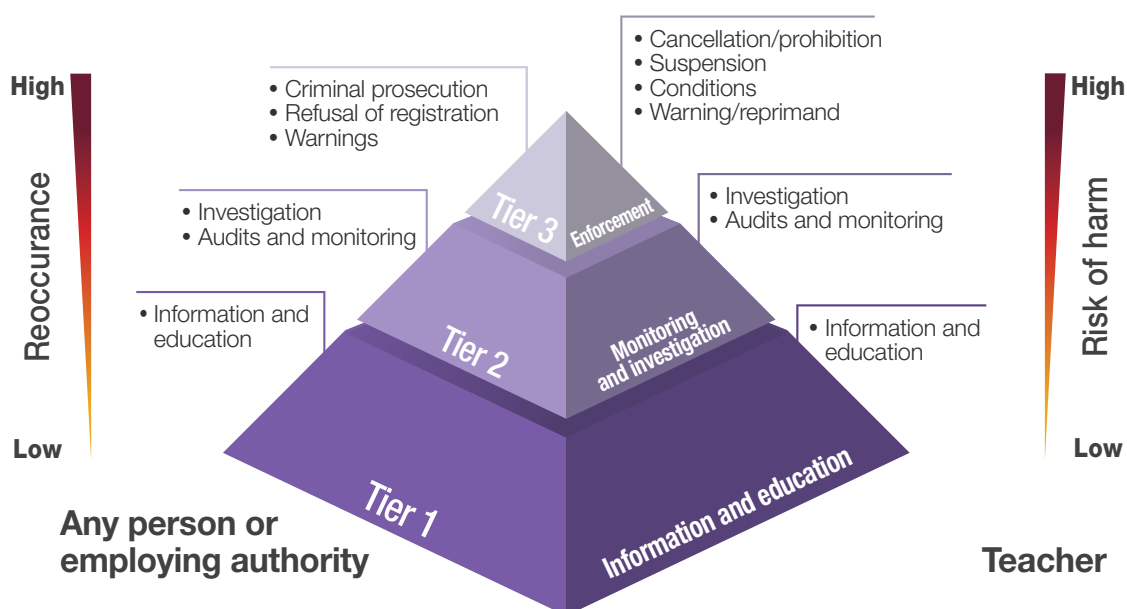 • Cancellation/prohibition
• Suspension
• Conditions
• Warning/reprimand
• Criminal prosecution
• Refusal of registration
• Warnings
High
High
Reoccurance
Risk of harm
• Investigation
• Audits and monitoring
• Investigation
• Audits and monitoring
Tier 3
Enforcement
• Information and
education
• Information and
education
Tier 2
Monitoring
and investigation
Low
Low
Tier 1
Information and education
Any person or
employing authority
Teacher